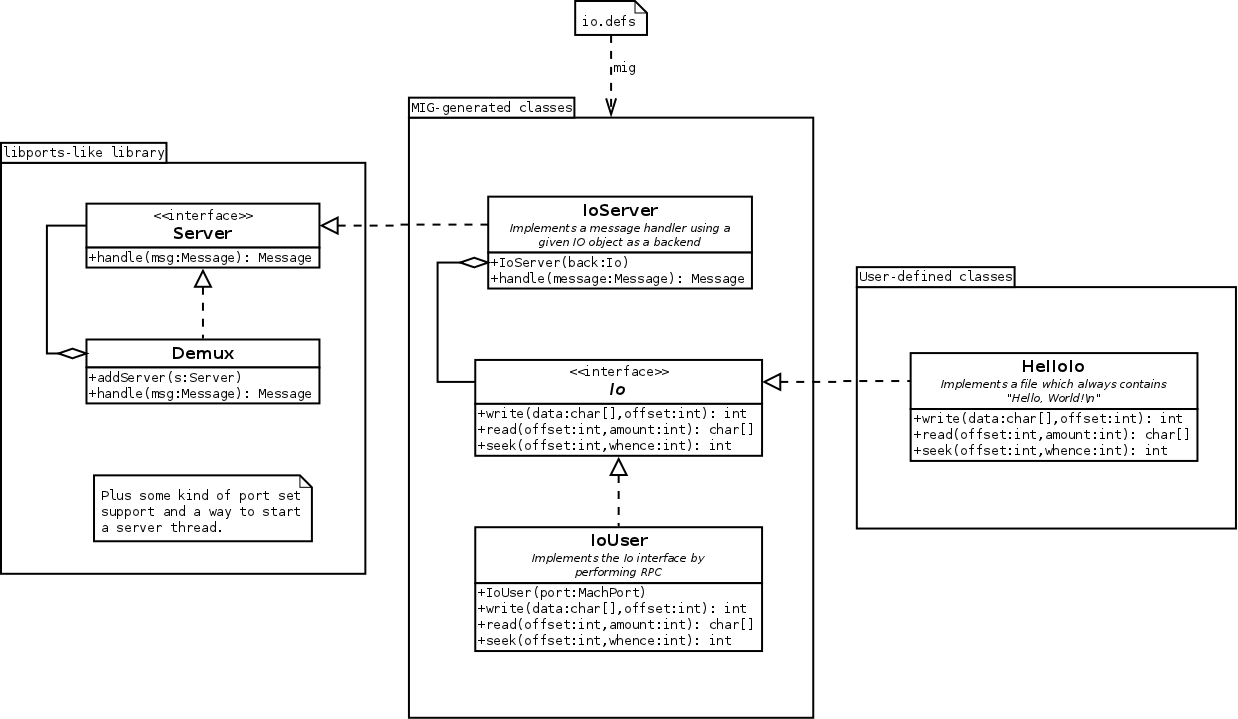 io.defs
mig
MIG-generated classes
libports-like library
<<interface>>
Server
+handle(msg:Message): Message
Demux
+addServer(s:Server)
+handle(msg:Message): Message
Plus some kind of port set
support and a way to start
a server thread.
IoServer
Implements a message handler using a
given IO object as a backend
+IoServer(back:Io)
+handle(message:Message): Message
<<interface>>
Io
+write(data:char[],offset:int): int
+read(offset:int,amount:int): char[]
+seek(offset:int,whence:int): int
IoUser
Implements the Io interface by
performing RPC
+IoUser(port:MachPort)
+write(data:char[],offset:int): int
+read(offset:int,amount:int): char[]
+seek(offset:int,whence:int): int
User-defined classes
HelloIo
Implements a file which always contains
"Hello, World!\n"
+write(data:char[],offset:int): int
+read(offset:int,amount:int): char[]
+seek(offset:int,whence:int): int